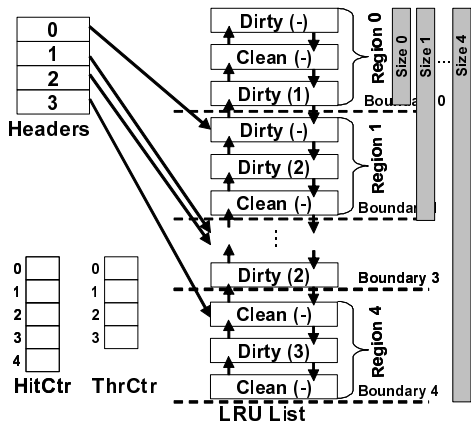 0
1
2
3
Headers
Dirty (-)
Clean (-)
Dirty (1)
Region 0
Size 0
Size 1
...
Size 4
Dirty (-)
Dirty (2)
Clean (-)
Region 1
...
Dirty (2)
Boundary 3
Clean (-)
Dirty (3)
Clean (-)
Region 4
Boundary 4
LRU List
0
1
2
3
4
HitCtr
0
1
2
3
ThrCtr